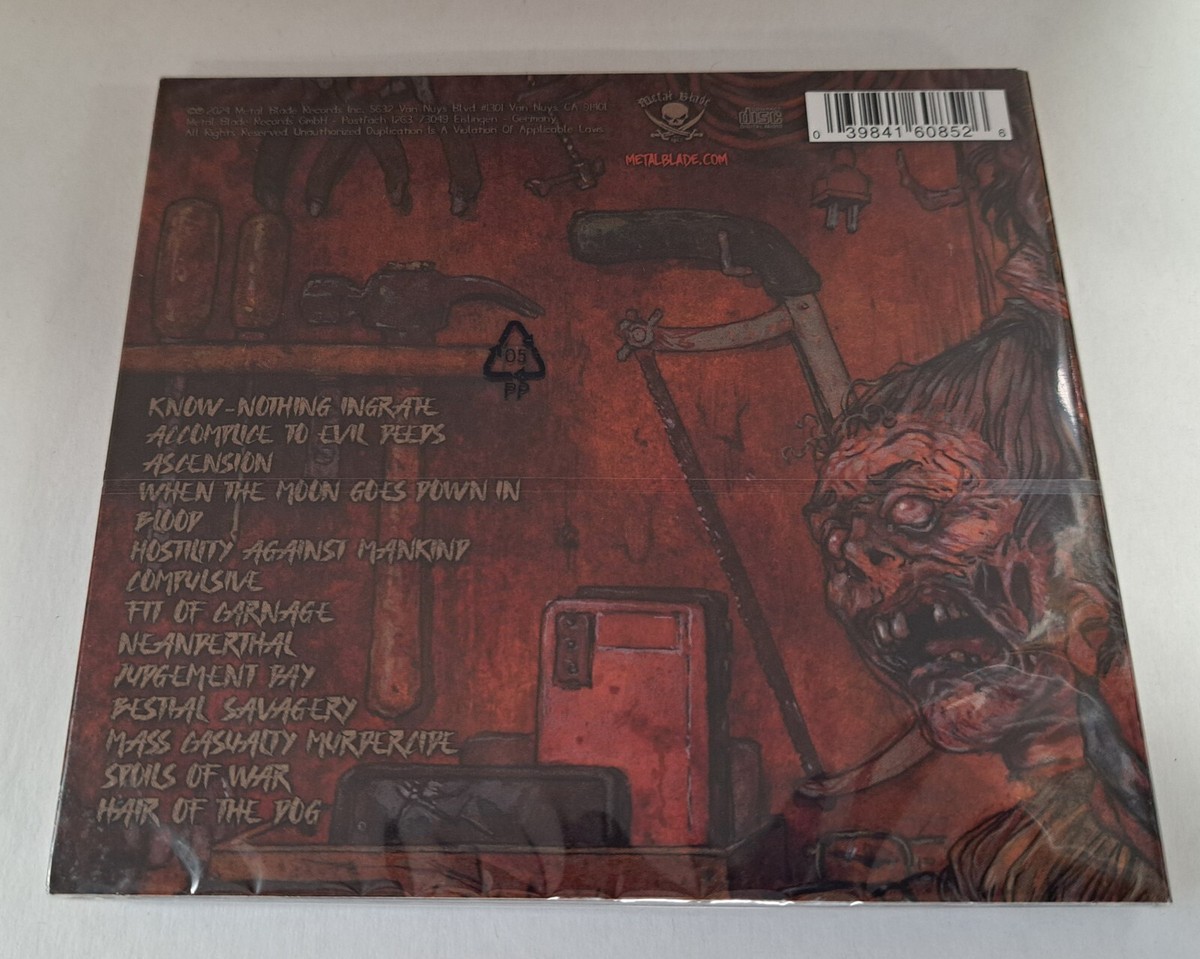 ℗© 2024 Metal Blade Records Inc. 5632 Van Nuys Blvd #1301 Van Nuys, CA 91401
Metal Blade Records GmbH - Postfach 1263, 73049 Eislingen - Germany
All Rights Reserved. Unauthorized Duplication Is A Violation Of Applicable Laws.
Metal Blade
METALBLADE.COM
disc
DIGITAL AUDIO
0 39841 60852 6
05
PP
KNOW-NOTHING INGRATE
ACCOMPLICE TO EVIL DEEDS
ASCENSION
WHEN THE MOON GOES DOWN IN
BLOOD
HOSTILITY AGAINST MANKIND
COMPULSIVE
FIT OF CARNAGE
NEANDERTHAL
JUDGEMENT DAY
BESTIAL SAVAGERY
MASS CASUALTY MURDERCIDE
SPOILS OF WAR
HAIR OF THE DOG